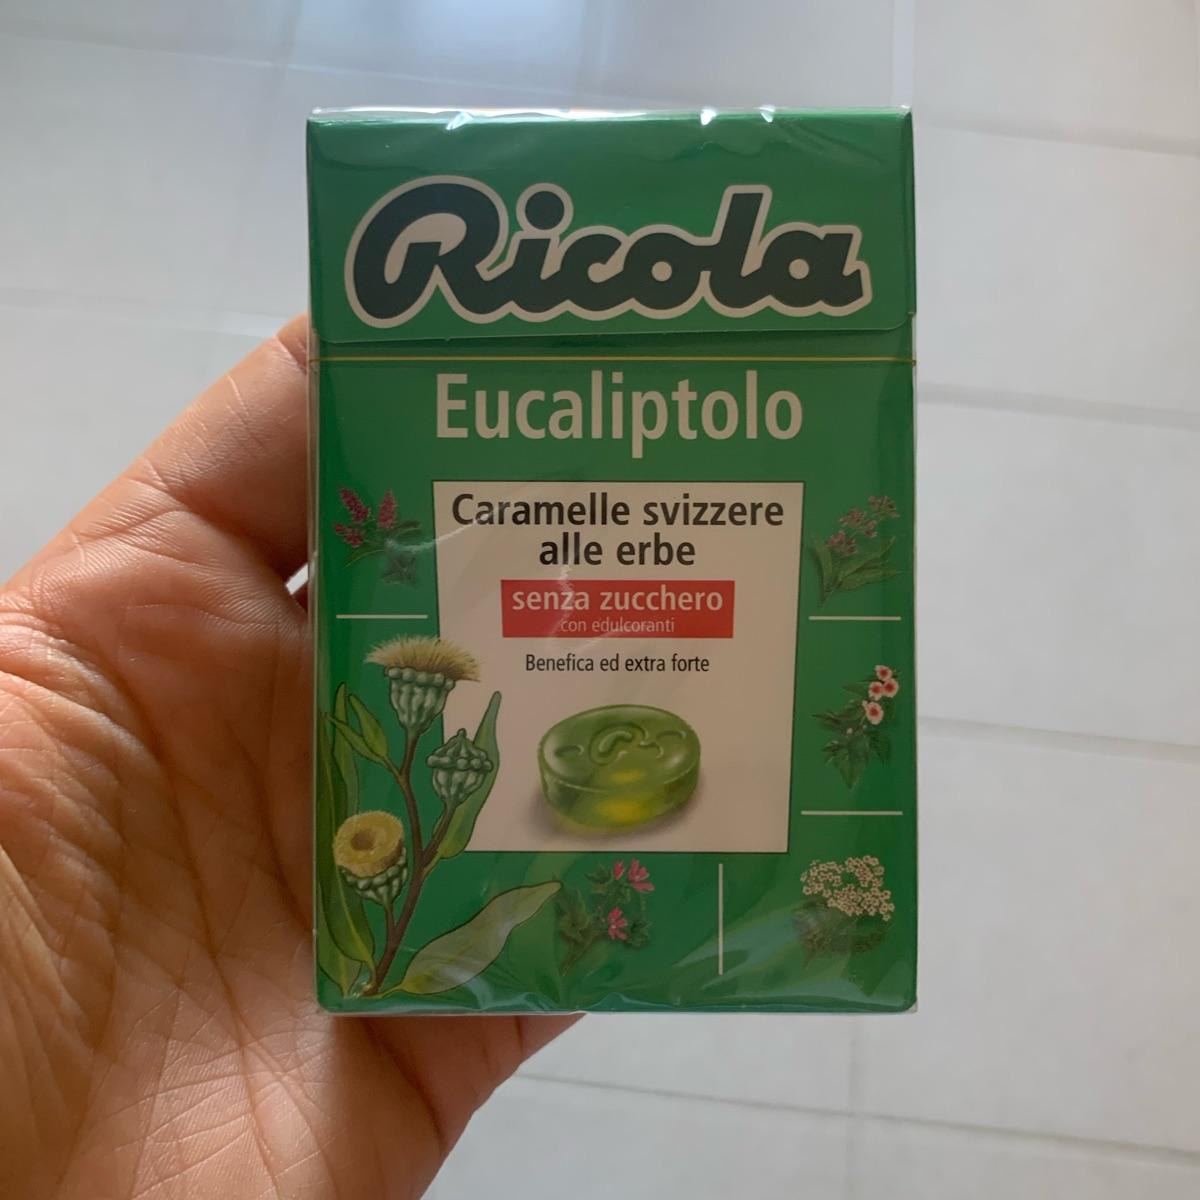 Ricola
Eucaliptolo
Caramelle svizzere
alle erbe
senza zucchero
con edulcoranti
Benefica ed extra forte